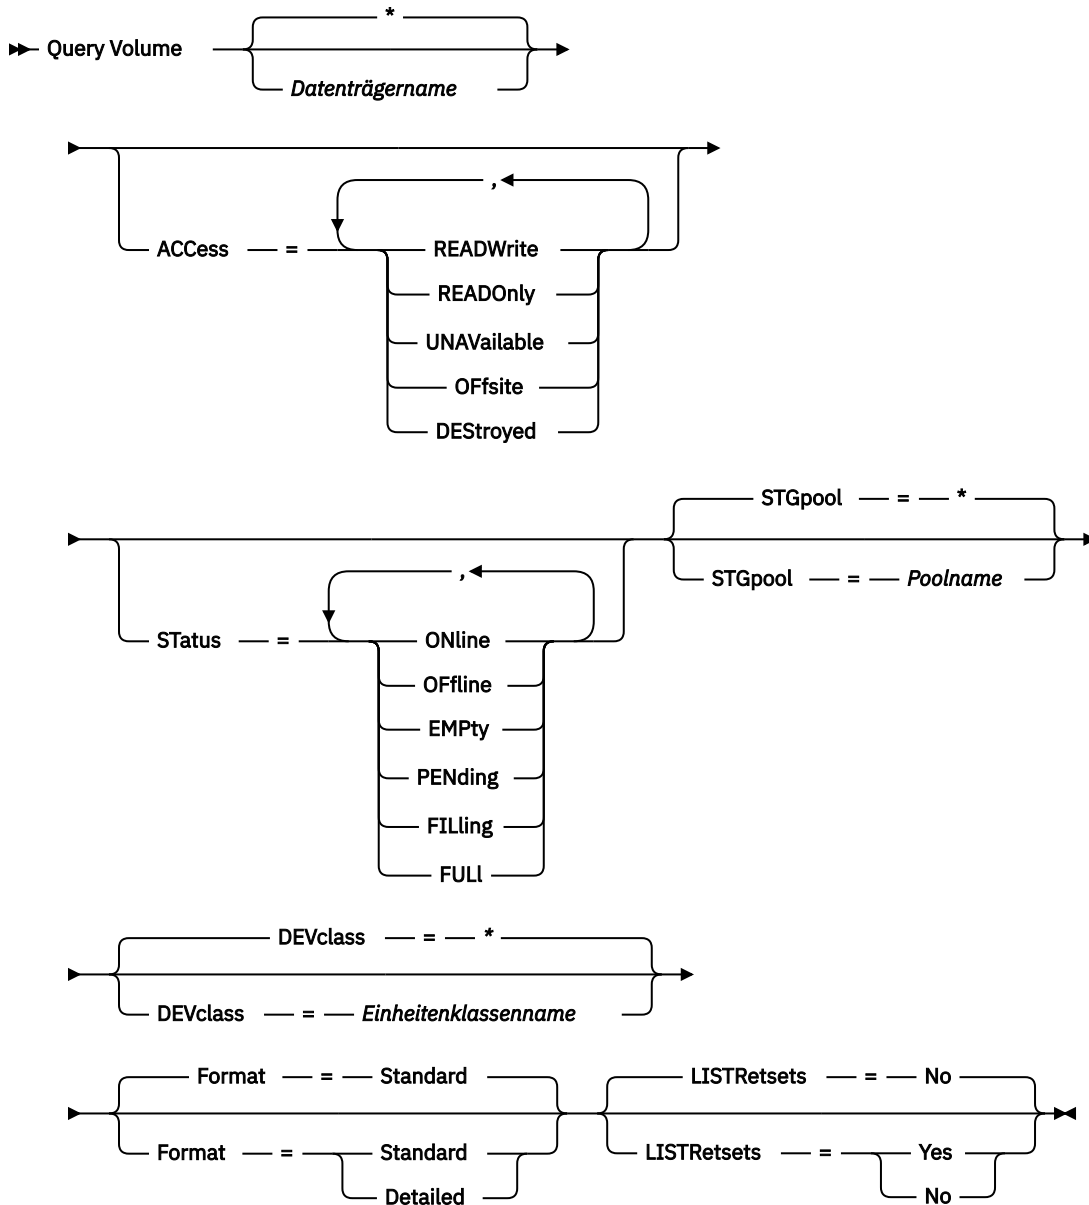 *
Query Volume
Datenträgername
,
ACCess = READWrite
READOnly
UNAVailable
OFfsite
DEStroyed
STGpool = *
STGpool = Poolname
,
STatus = ONline
OFfline
EMPty
PENding
FILling
FULl
DEVclass = *
DEVclass = Einheitenklassenname
Format = Standard LISTRetsets = No
Format = Standard LISTRetsets = Yes
Detailed No